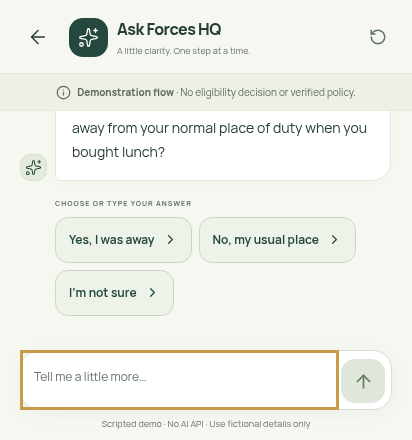 Ask Forces HQ
A little clarity. One step at a time.
Demonstration flow · No eligibility decision or verified policy.
away from your normal place of duty when you
bought lunch?
CHOOSE OR TYPE YOUR ANSWER
Yes, I was away
No, my usual place
I'm not sure
Tell me a little more…
Scripted demo · No AI API · Use fictional details only